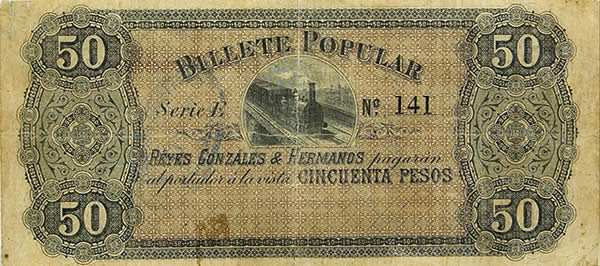 50 50
BILLETE POPULAR
Serie E Nº 141
REYES GONZALES & HERMANOS pagarán
al portador á la vista CINCUENTA PESOS
50 50